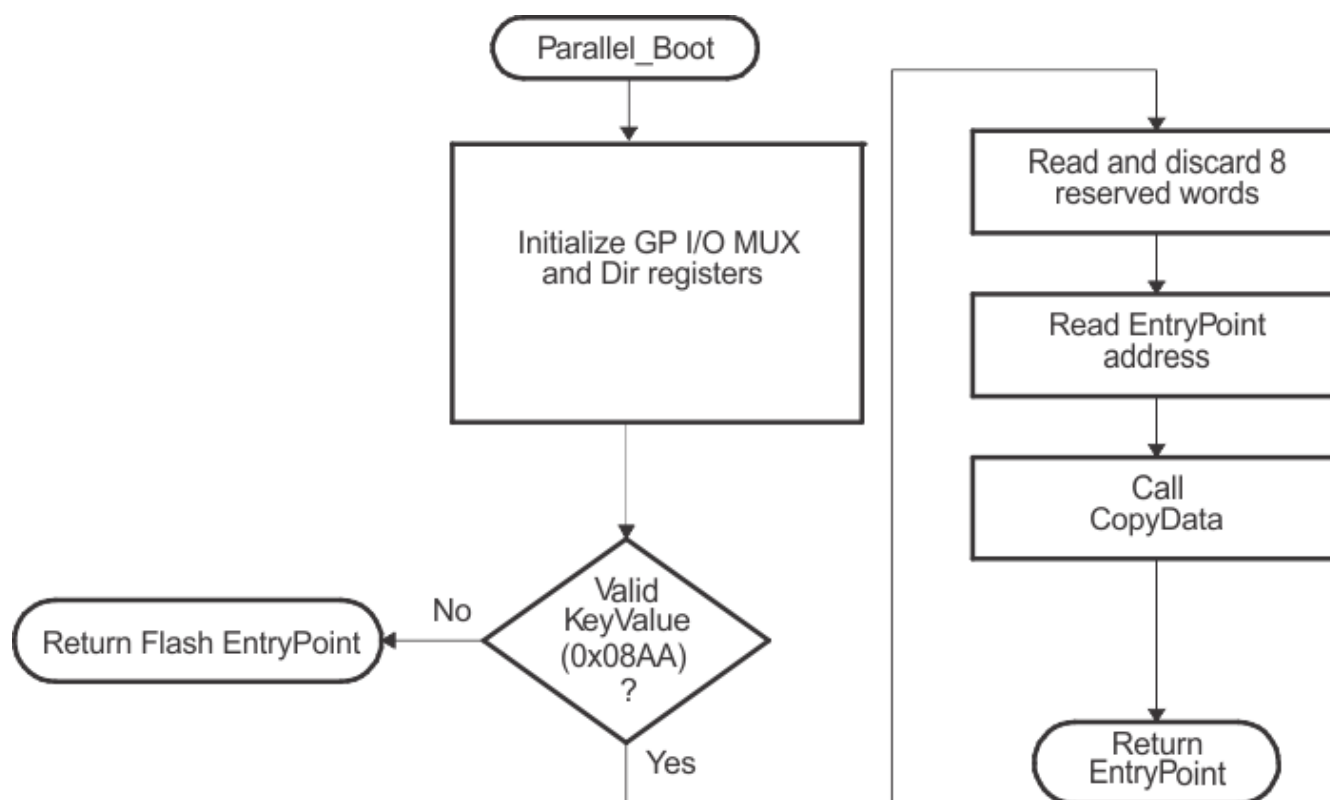 Parallel_Boot
Initialize GP I/O MUX
and Dir registers
Valid
KeyValue
(0x08AA)
?
No
Return Flash EntryPoint
Yes
Read and discard 8
reserved words
Read EntryPoint
address
Call
CopyData
Return
EntryPoint